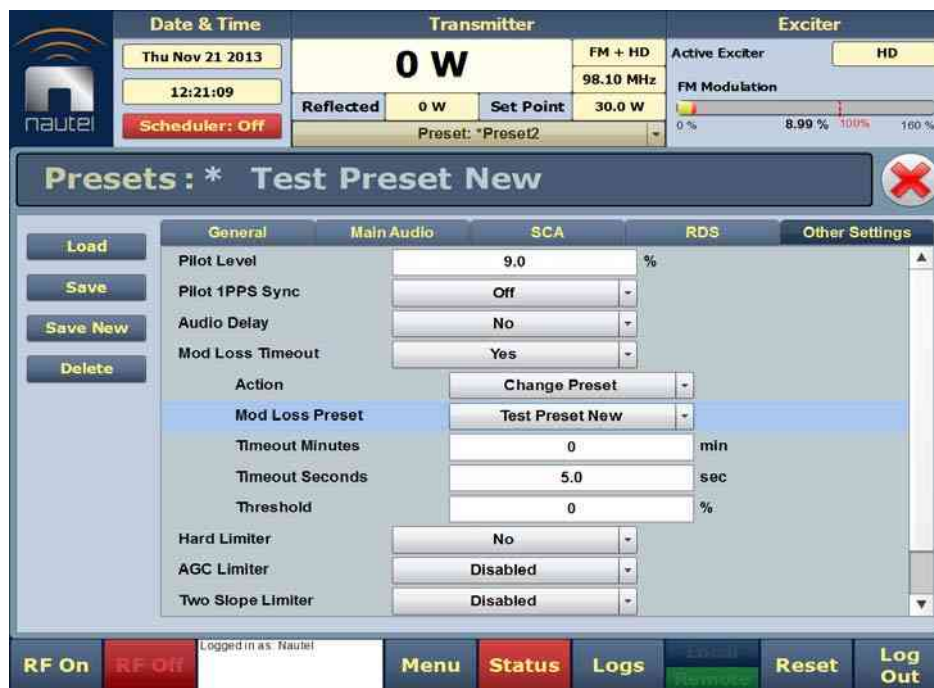 nautel
Date & Time
Thu Nov 21 2013
12:21:09
Scheduler: Off
Transmitter
0 W
FM + HD
98.10 MHz
Reflected 0 W Set Point 30.0 W
Preset: *Preset2
Exciter
Active Exciter HD
FM Modulation
0 % 8.99 % 100% 160 %
Presets : * Test Preset New
Load
Save
Save New
Delete
General Main Audio SCA RDS Other Settings
Pilot Level 9.0 %
Pilot 1PPS Sync Off
Audio Delay No
Mod Loss Timeout Yes
Action Change Preset
Mod Loss Preset Test Preset New
Timeout Minutes 0 min
Timeout Seconds 5.0 sec
Threshold 0 %
Hard Limiter No
AGC Limiter Disabled
Two Slope Limiter Disabled
Logged in as: Nautel
RF On RF Off Menu Status Logs Local Remote Reset Log Out